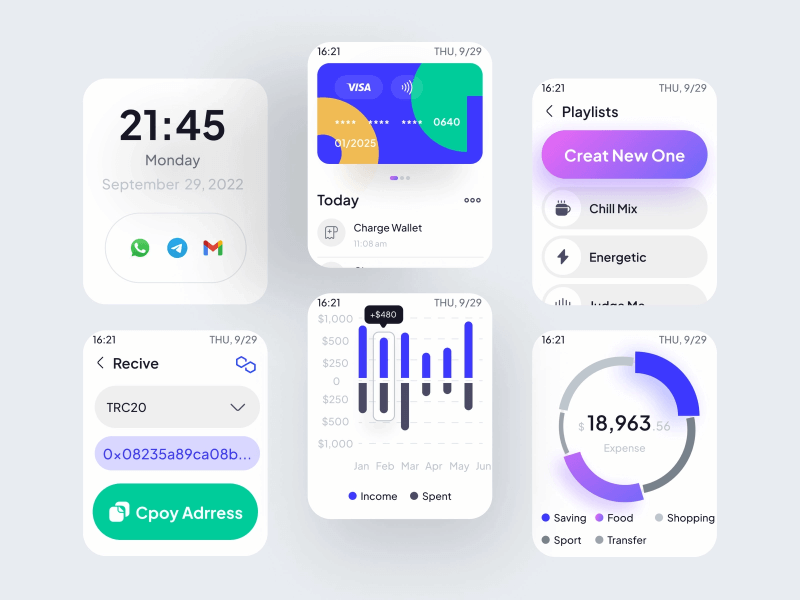 21:45
Monday
September 29, 2022
16:21 THU, 9/29
VISA
**** **** **** 0640
01/2025
Today
Charge Wallet
11:08 am
16:21 THU, 9/29
Playlists
Creat New One
Chill Mix
Energetic
16:21 THU, 9/29
Recive
TRC20
0x08235a89ca08b...
Cpoy Adrress
16:21 THU, 9/29
+$480
$1,000
$500
$250
0
$250
$500
$1,000
Jan Feb Mar Apr May Jun
Income Spent
16:21 THU, 9/29
$ 18,963.56
Expense
Saving Food Shopping
Sport Transfer